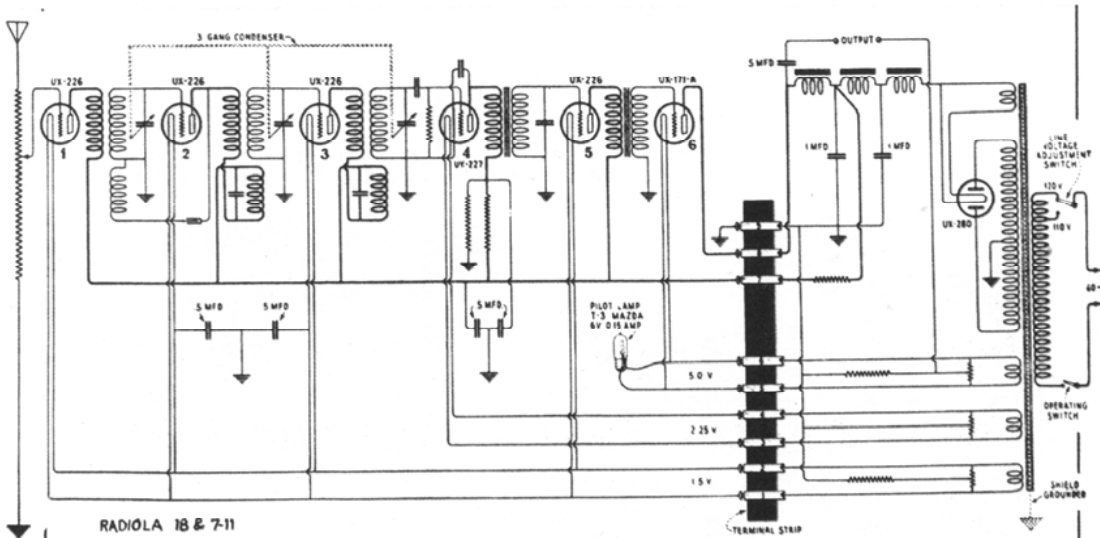 3 GANG CONDENSER
OUTPUT
.5 MFD
UX-226
UX-226
UX-226
UX-226
UX-171-A
1
2
3
4
5
6
UY-227
1 MFD
1 MFD
LINE
VOLTAGE
ADJUSTMENT
SWITCH
120 V
110 V
UX-280
60~
.5 MFD
.5 MFD
.5 MFD
PILOT LAMP
T-3 MAZDA
6V 0.15 AMP
5.0 V
2.25 V
1.5 V
OPERATING
SWITCH
SHIELD
GROUNDED
TERMINAL STRIP
RADIOLA 18 & 7-11